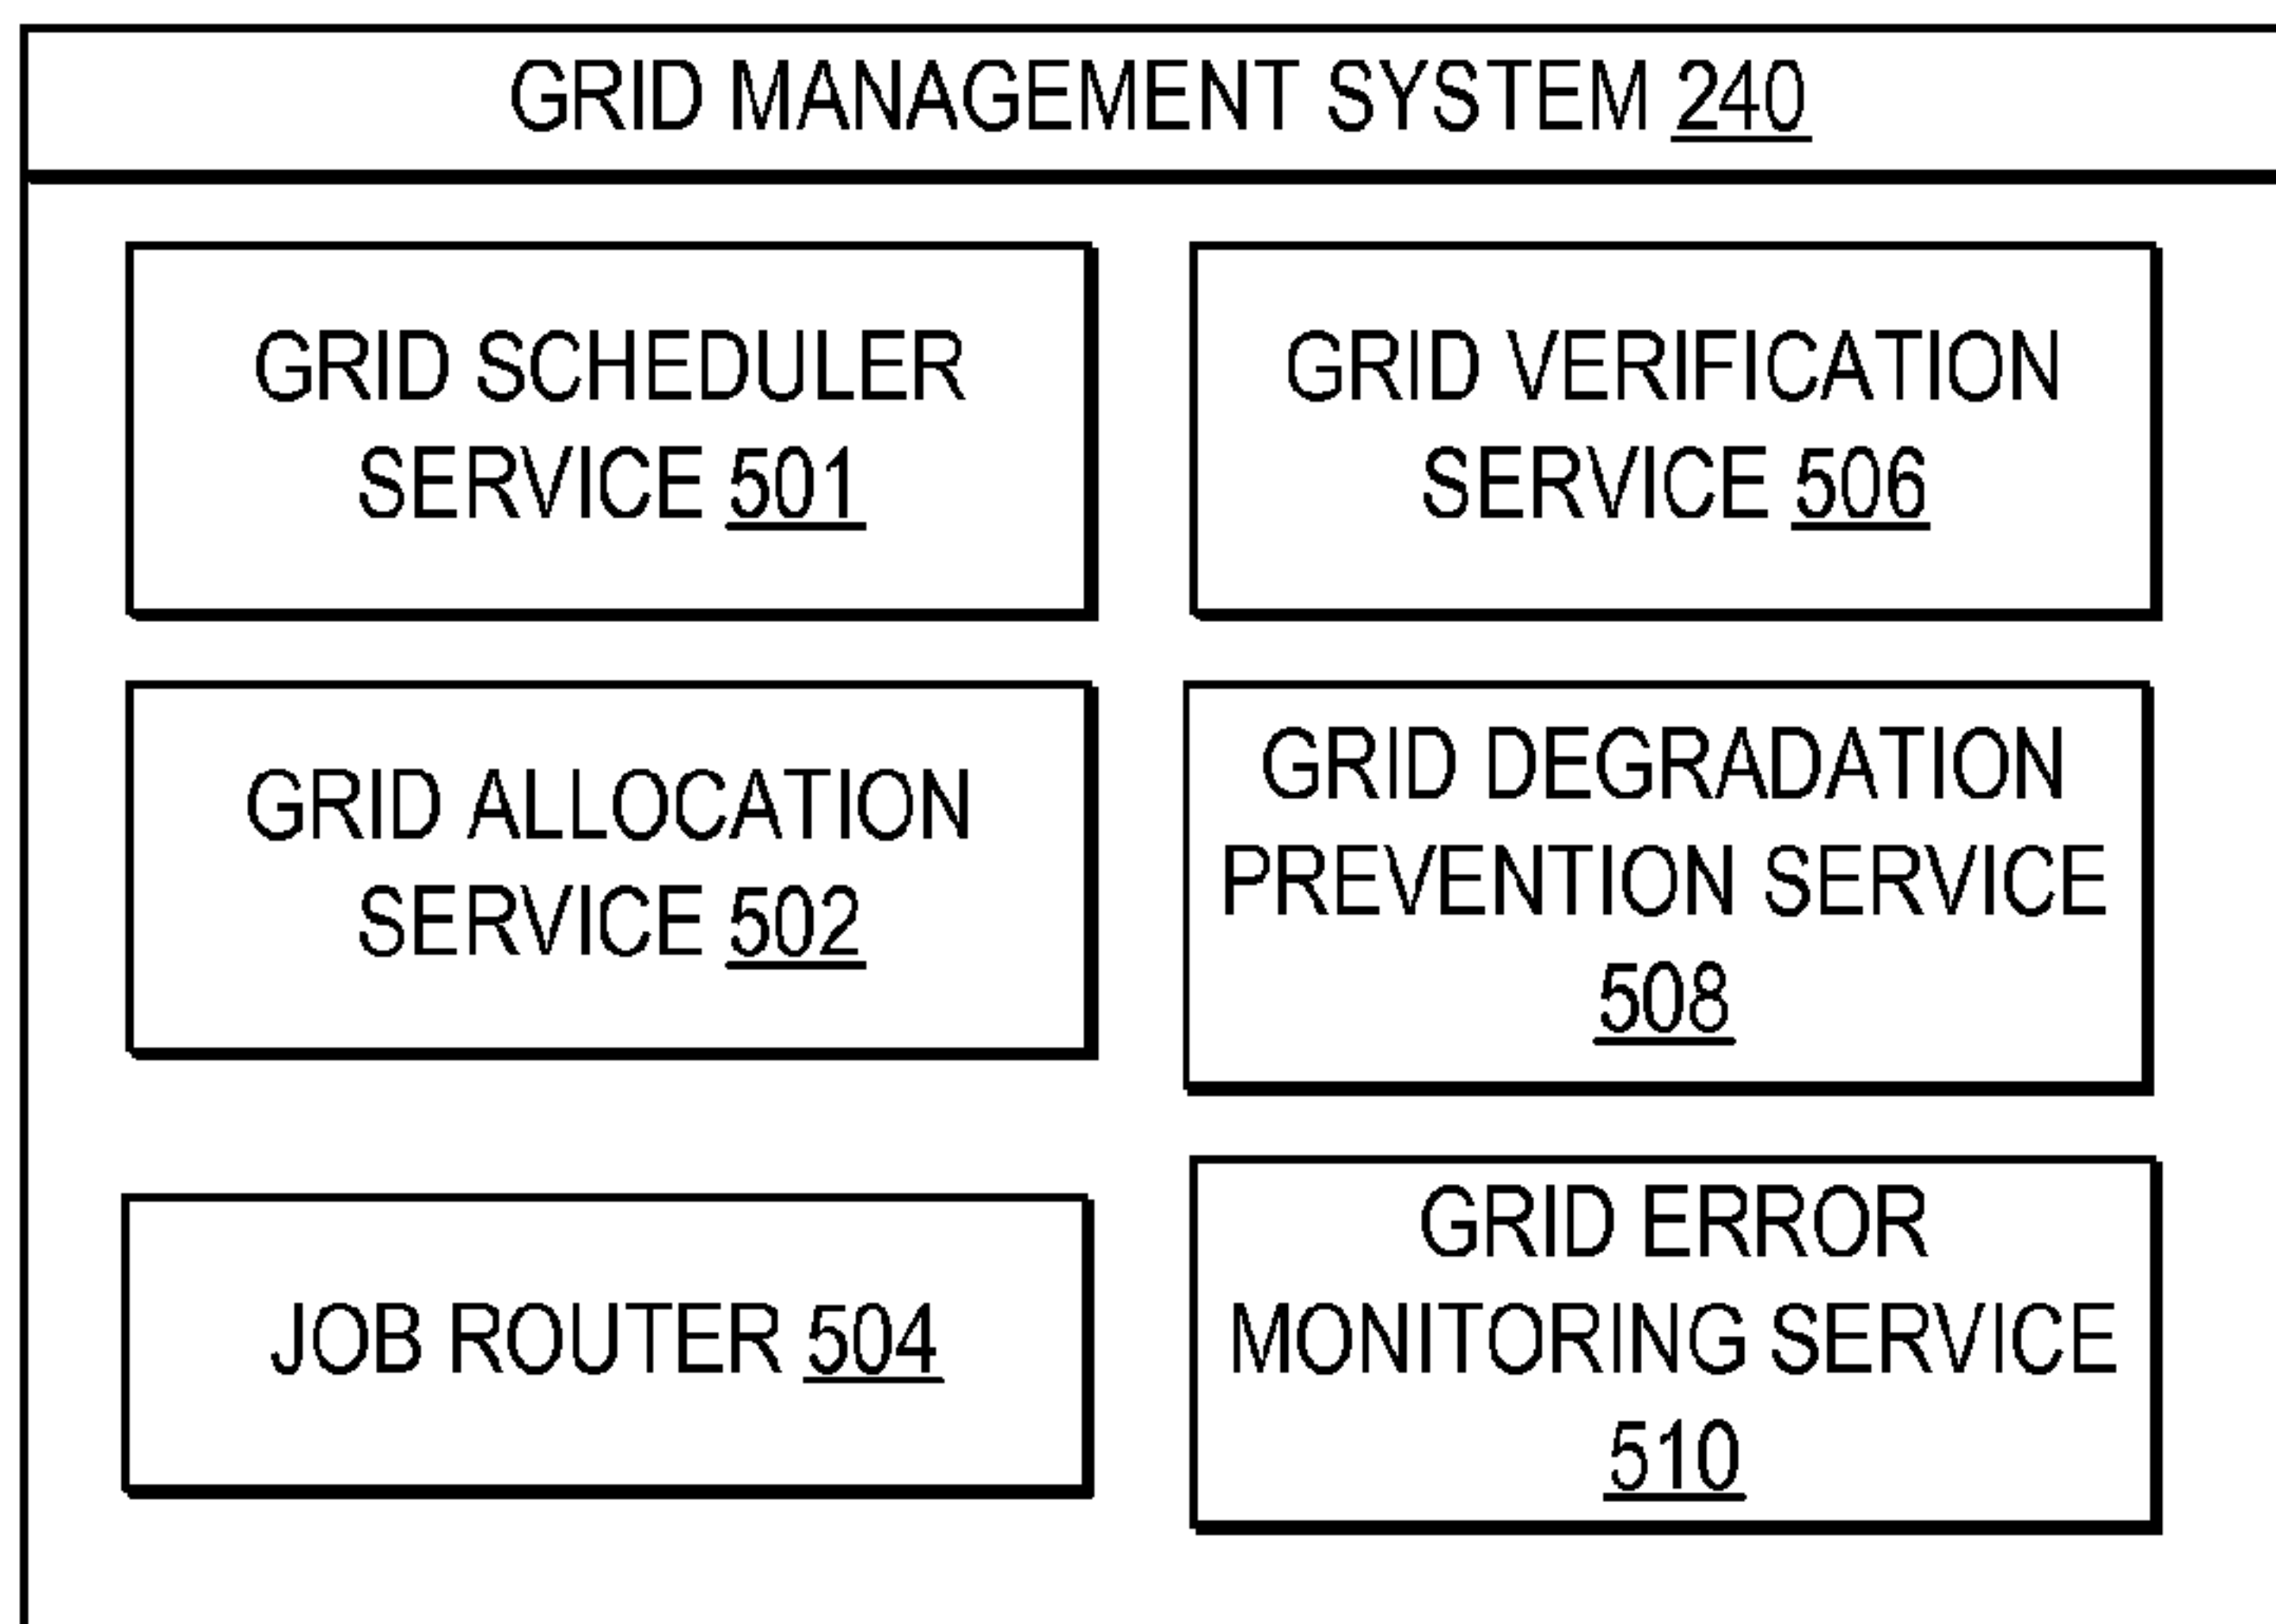 GRID MANAGEMENT SYSTEM 240
GRID SCHEDULER
SERVICE 501
GRID VERIFICATION
SERVICE 506
GRID ALLOCATION
SERVICE 502
GRID DEGRADATION
PREVENTION SERVICE
508
JOB ROUTER 504
GRID ERROR
MONITORING SERVICE
510